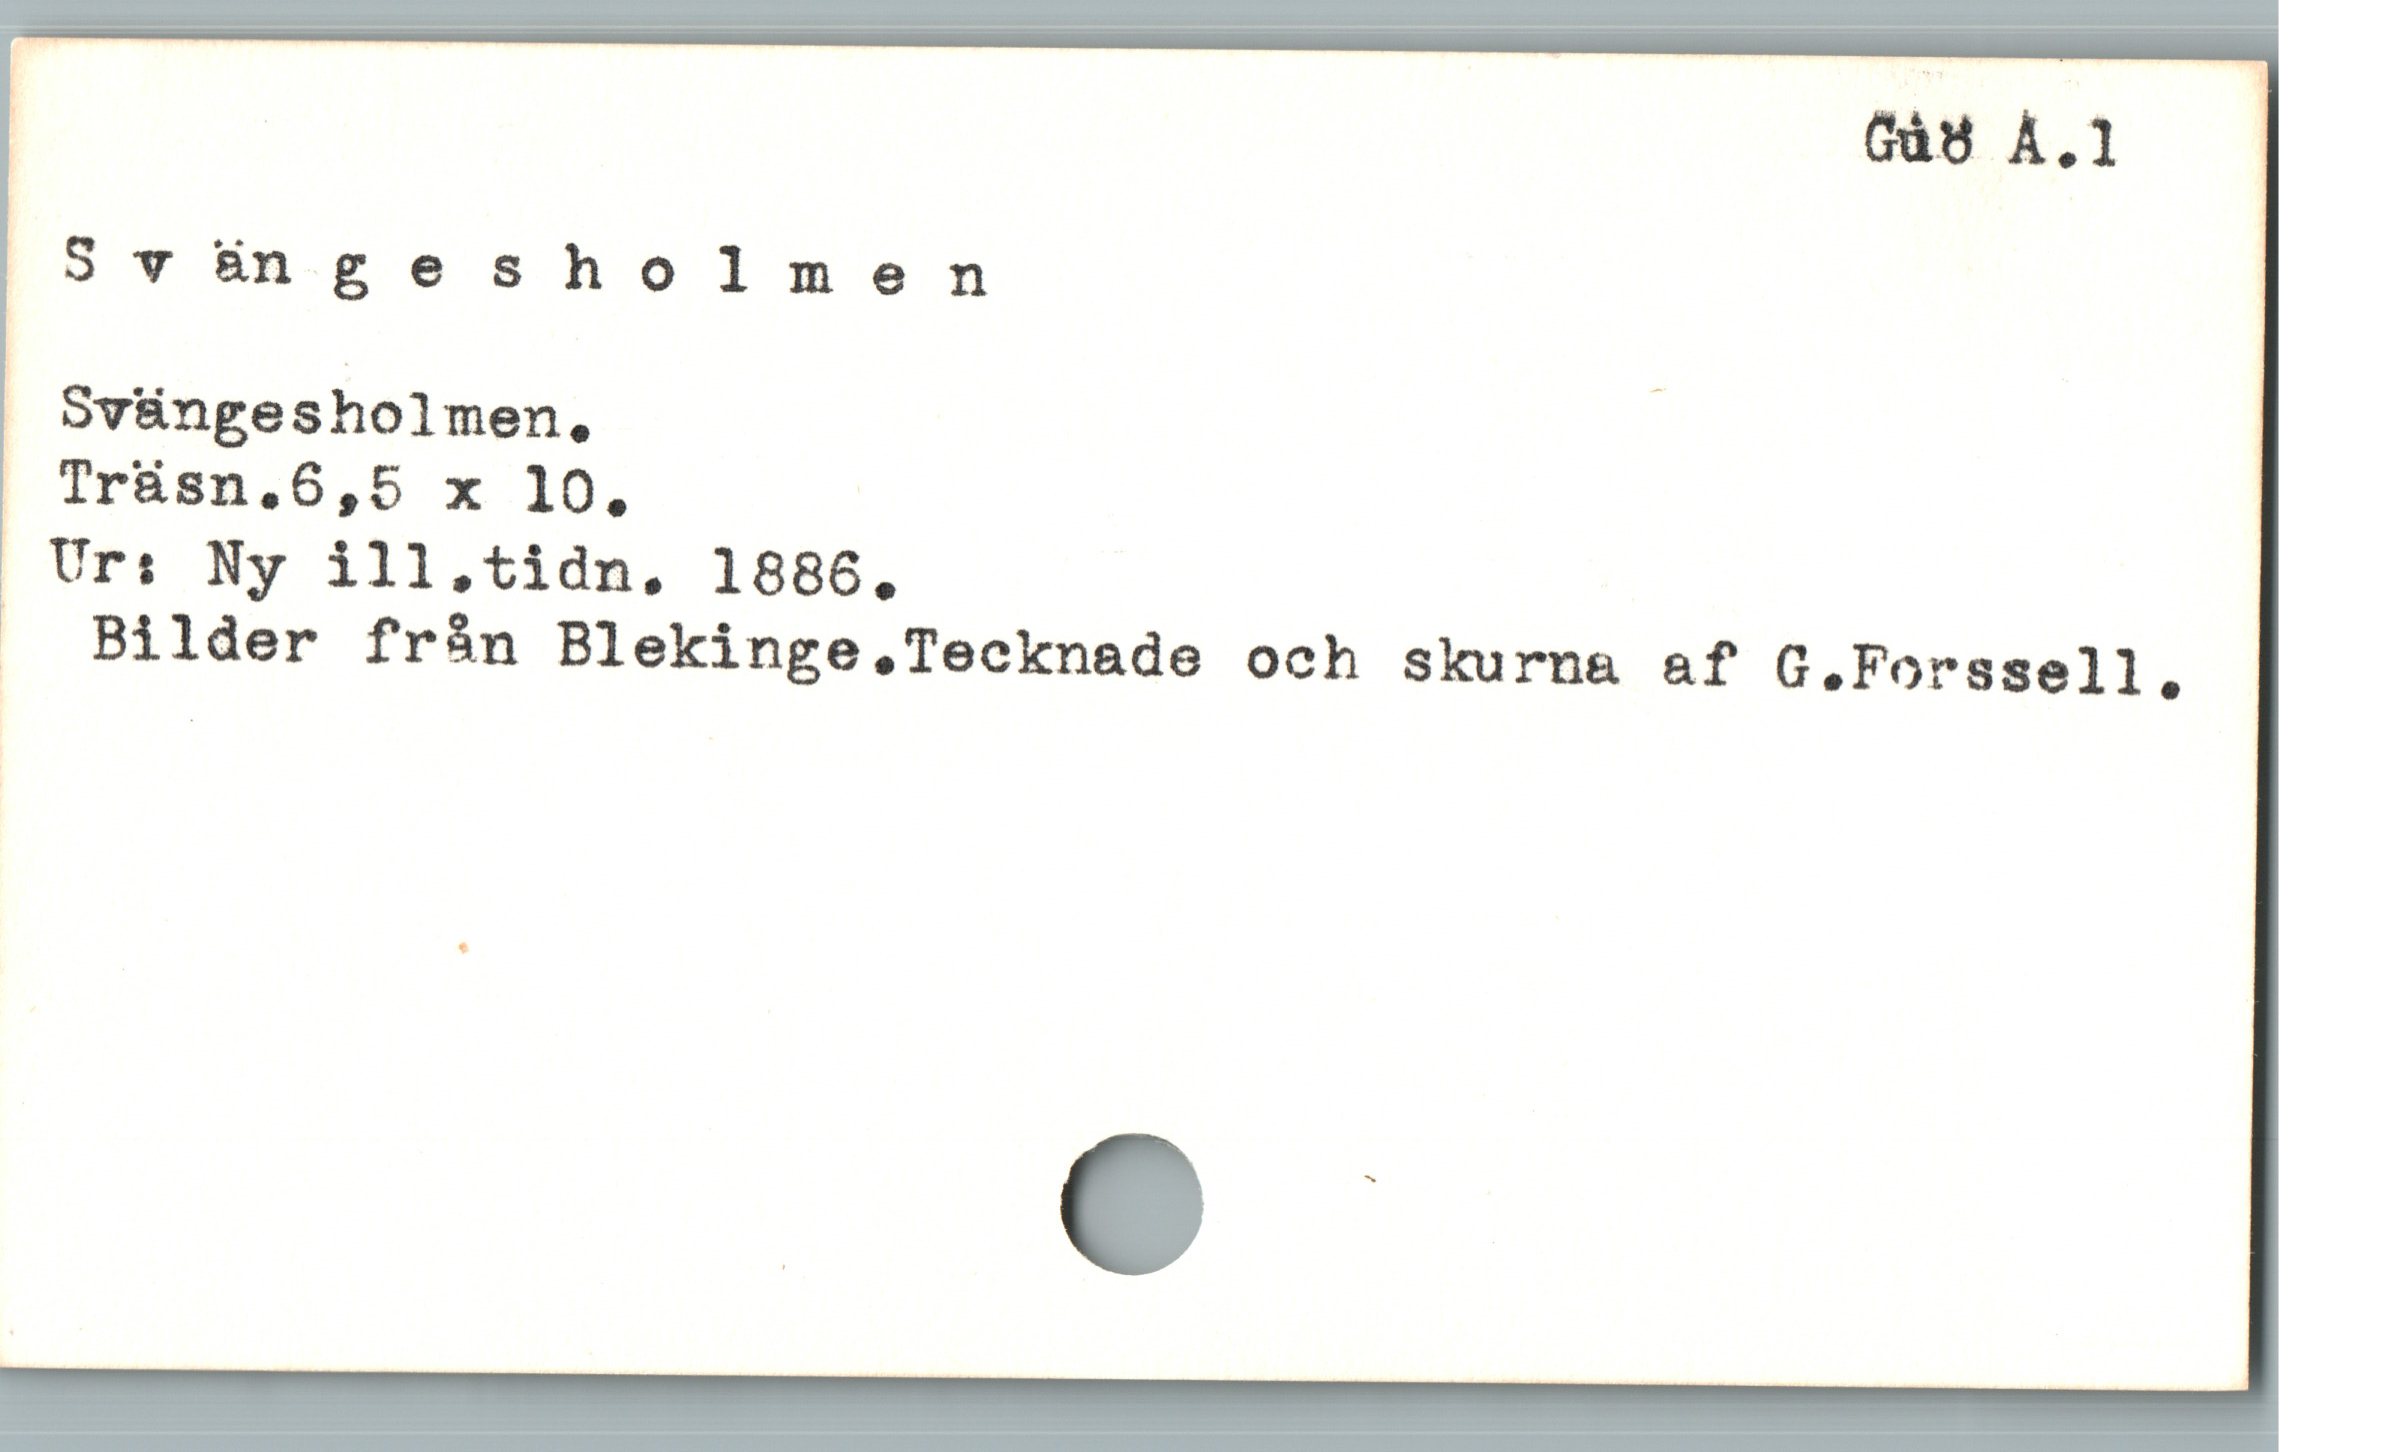 A.1
S v än g e s h o l m e n
Svängesholmen.
Träsn.6,5 x 10.
Ur: Ny ill.tidn. 1886.
Bilder från Blekinge.Tecknade och skurna af G.Forssell.